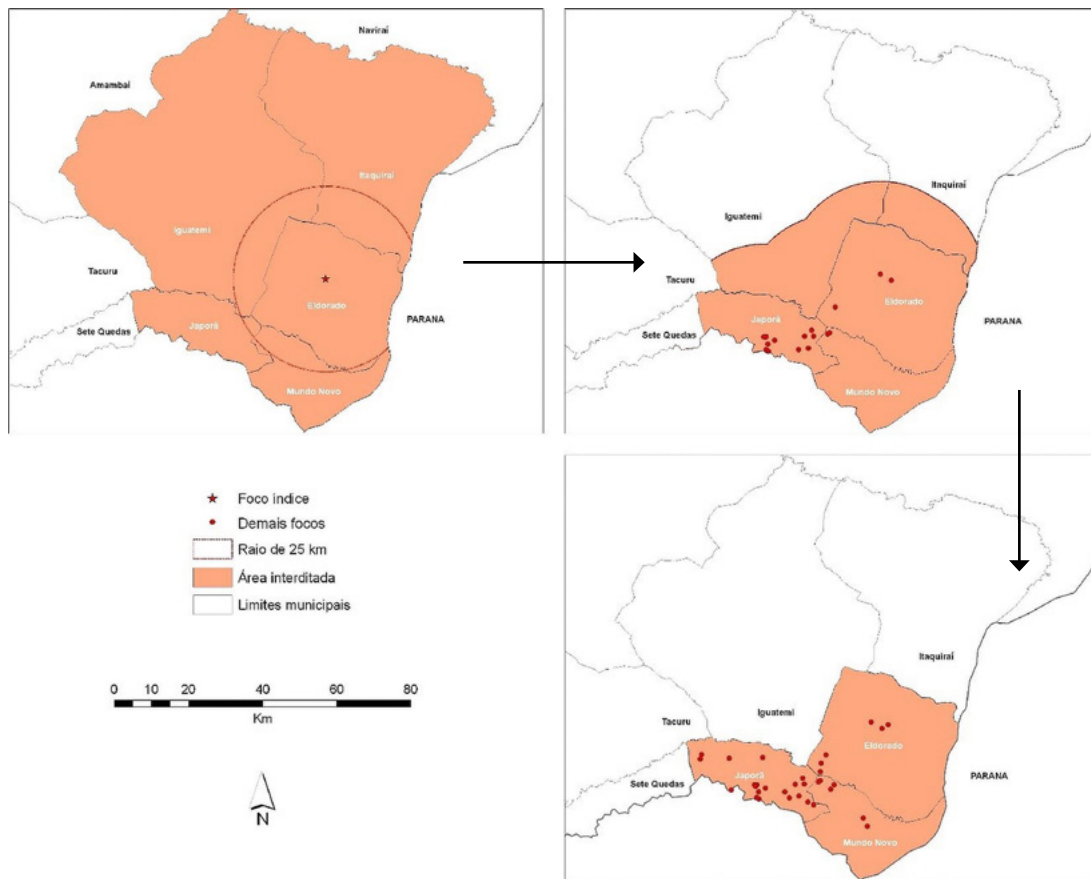 Naviraí
Amambai
Itaquiraí
Iguatemi
Tacuru
Eldorado
Japorã
Sete Quedas
PARANA
Mundo Novo
Itaquiraí
Iguatemi
Tacuru
Eldorado
Japorã
PARANA
Sete Quedas
Mundo Novo
Foco indice
Demais focos
Raio de 25 km
Área interditada
Limites municipais
0 10 20 40 60 80
Km
N
Itaquiraí
Iguatemi
Tacuru
Eldorado
Japorã
PARANA
Sete Quedas
Mundo Novo